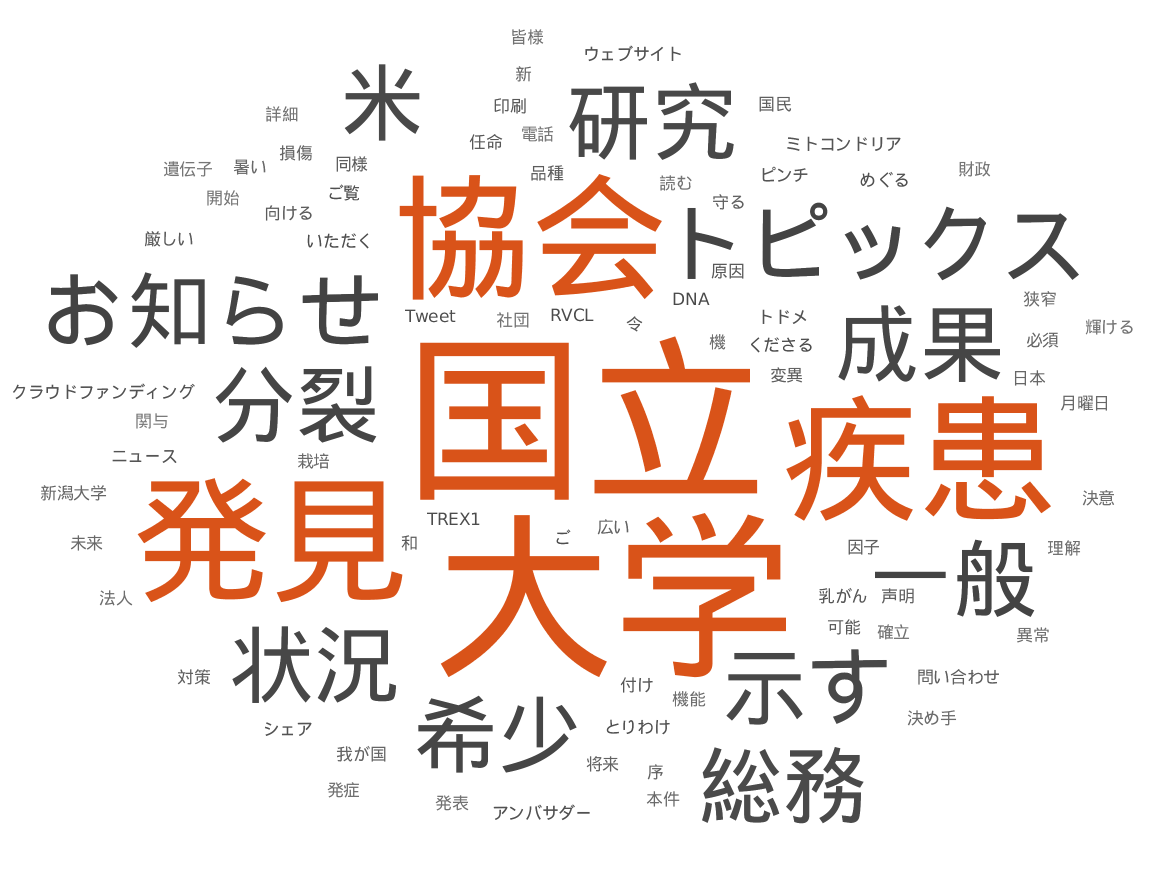 皆様
ウェブサイト
新
米
研究
印刷
国民
詳細
任命
電話
ミトコンドリア
損傷
遺伝子
暑い
同様
品種
ピンチ
めぐる
財政
読む
開始
ご覧
守る
向ける
協会
トピックス
厳しい
いただく
原因
お知らせ
DNA
狭窄
Tweet
社団
RVCL
令
トドメ
輝ける
機
くださる
成果
必須
国立
変異
日本
クラウドファンディング
分裂
月曜日
関与
疾患
ニュース
栽培
新潟大学
発見
決意
TREX1
広い
未来
和
ご
大学
因子
一般
理解
法人
乳がん
声明
可能
確立
異常
状況
対策
付け
示す
問い合わせ
機能
シェア
希少
とりわけ
決め手
我が国
将来
序
総務
発症
発表
アンバサダー
本件